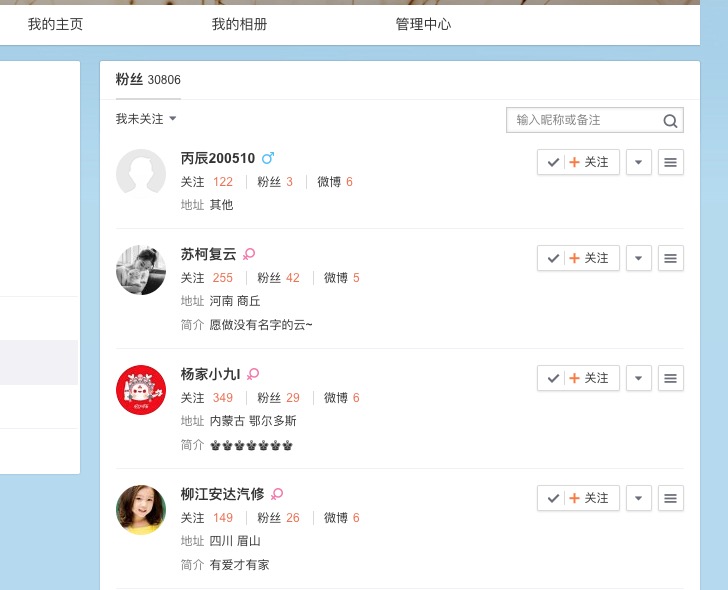 我的主页 我的相册 管理中心
粉丝 30806
我未关注
输入昵称或备注
丙辰200510
关注
关注 122 粉丝 3 微博 6
地址 其他
苏柯复云
关注
关注 255 粉丝 42 微博 5
地址 河南 商丘
简介 愿做没有名字的云~
杨家小九l
关注
关注 349 粉丝 29 微博 6
地址 内蒙古 鄂尔多斯
简介
柳江安达汽修
关注
关注 149 粉丝 26 微博 6
地址 四川 眉山
简介 有爱才有家